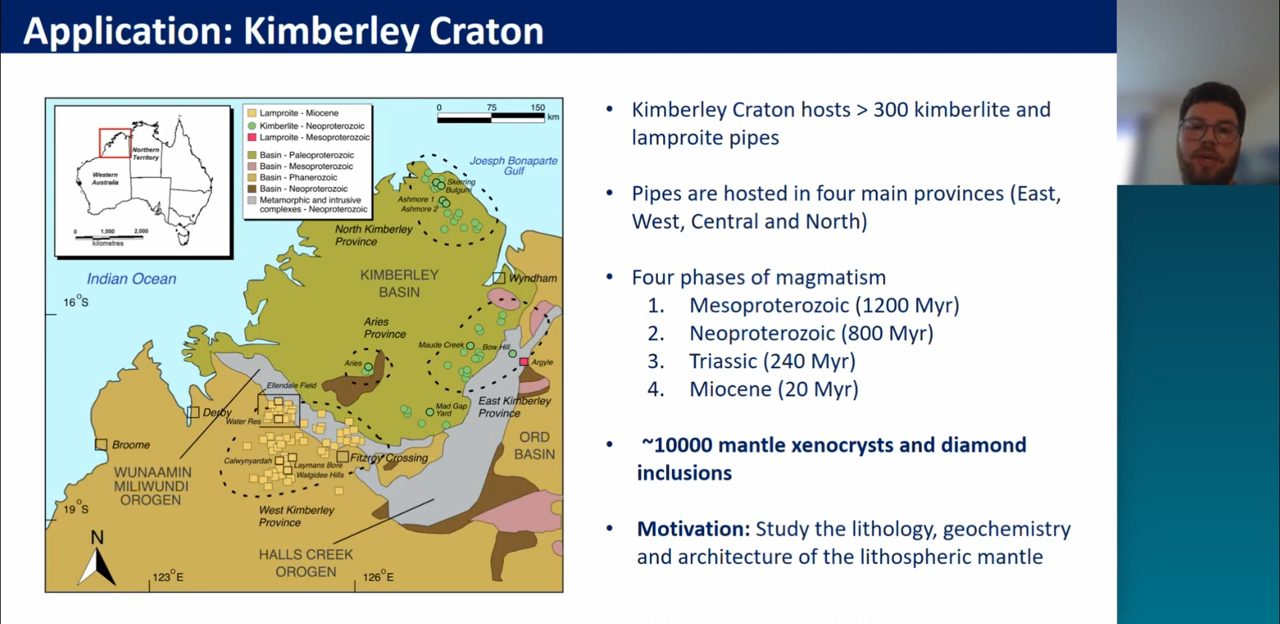 Application: Kimberley Craton
Northern
Territory
Western
Australia
0 1,000 2,000
kilometres
Lamproite - Miocene
Kimberlite - Neoproterozoic
Lamproite - Mesoproterozoic
Basin - Paleoproterozoic
Basin - Mesoproterozoic
Basin - Phanerozoic
Basin - Neoproterozoic
Metamorphic and intrusive
complexes - Neoproterozoic
0 75 150
km
Joesph Bonaparte
Gulf
Skerring
Bulgurri
Ashmore 1
Ashmore 2
North Kimberley
Province
Indian Ocean
KIMBERLEY
BASIN
Wyndham
16°S
Aries
Province
Maude Creek
Bow Hill
Aries
Argyle
Ellendale Field
East Kimberley
Province
Derby
Water Res
Mad Gap
Yard
Broome
ORD
BASIN
Calwynyardah
Laymans Bore
Walgidee Hills
Fitzroy Crossing
WUNAAMIN
MILIWUNDI
OROGEN
19°S
West Kimberley
Province
N
HALLS CREEK
OROGEN
123°E
126°E
• Kimberley Craton hosts > 300 kimberlite and
lamproite pipes
• Pipes are hosted in four main provinces (East,
West, Central and North)
• Four phases of magmatism
1. Mesoproterozoic (1200 Myr)
2. Neoproterozoic (800 Myr)
3. Triassic (240 Myr)
4. Miocene (20 Myr)
• ~10000 mantle xenocrysts and diamond
inclusions
• Motivation: Study the lithology, geochemistry
and architecture of the lithospheric mantle